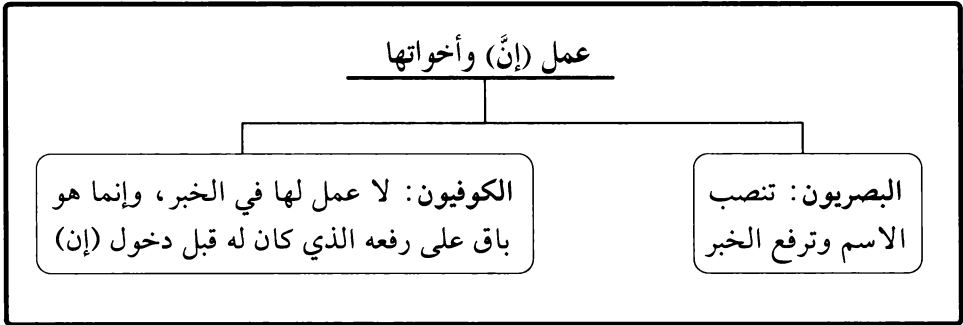 عمل (إنَّ) وأخواتها
البصريون: تنصب
الاسم وترفع الخبر
الكوفيون: لا عمل لها في الخبر، وإنما هو
باق على رفعه الذي كان له قبل دخول (إن)